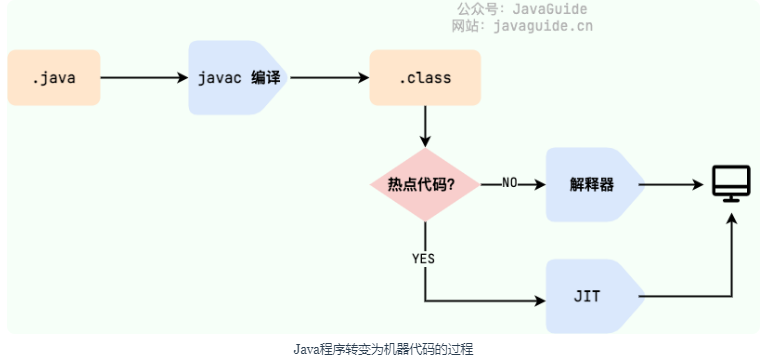 公众号：JavaGuide
网站：javaguide.cn
.java
javac 编译
.class
热点代码?
NO
解释器
YES
JIT
Java程序转变为机器代码的过程